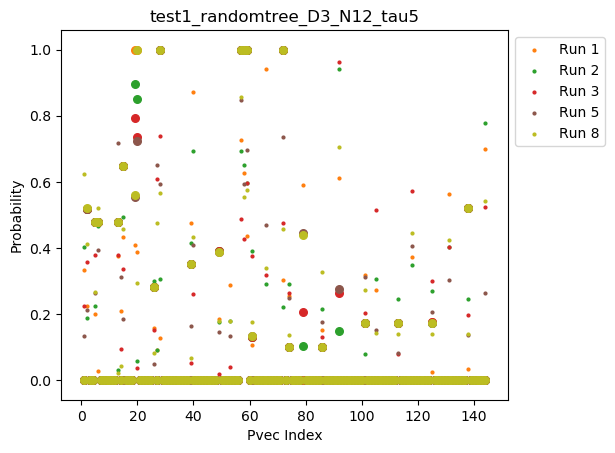 test1_randomtree_D3_N12_tau5
1.0
0.8
0.6
0.4
0.2
0.0
Probability
0
20
40
60
80
100
120
140
Pvec Index
Run 1
Run 2
Run 3
Run 5
Run 8